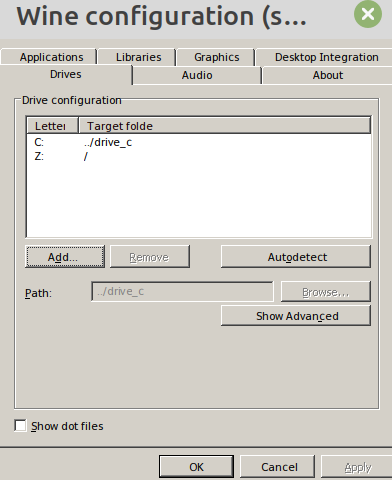 Wine configuration (s...
Applications Libraries Graphics Desktop Integration
Drives Audio About
Drive configuration
Letter Target folde
C: ../drive_c
Z: /
Add... Remove Autodetect
Path: ../drive_c Browse...
Show Advanced
Show dot files
OK Cancel Apply